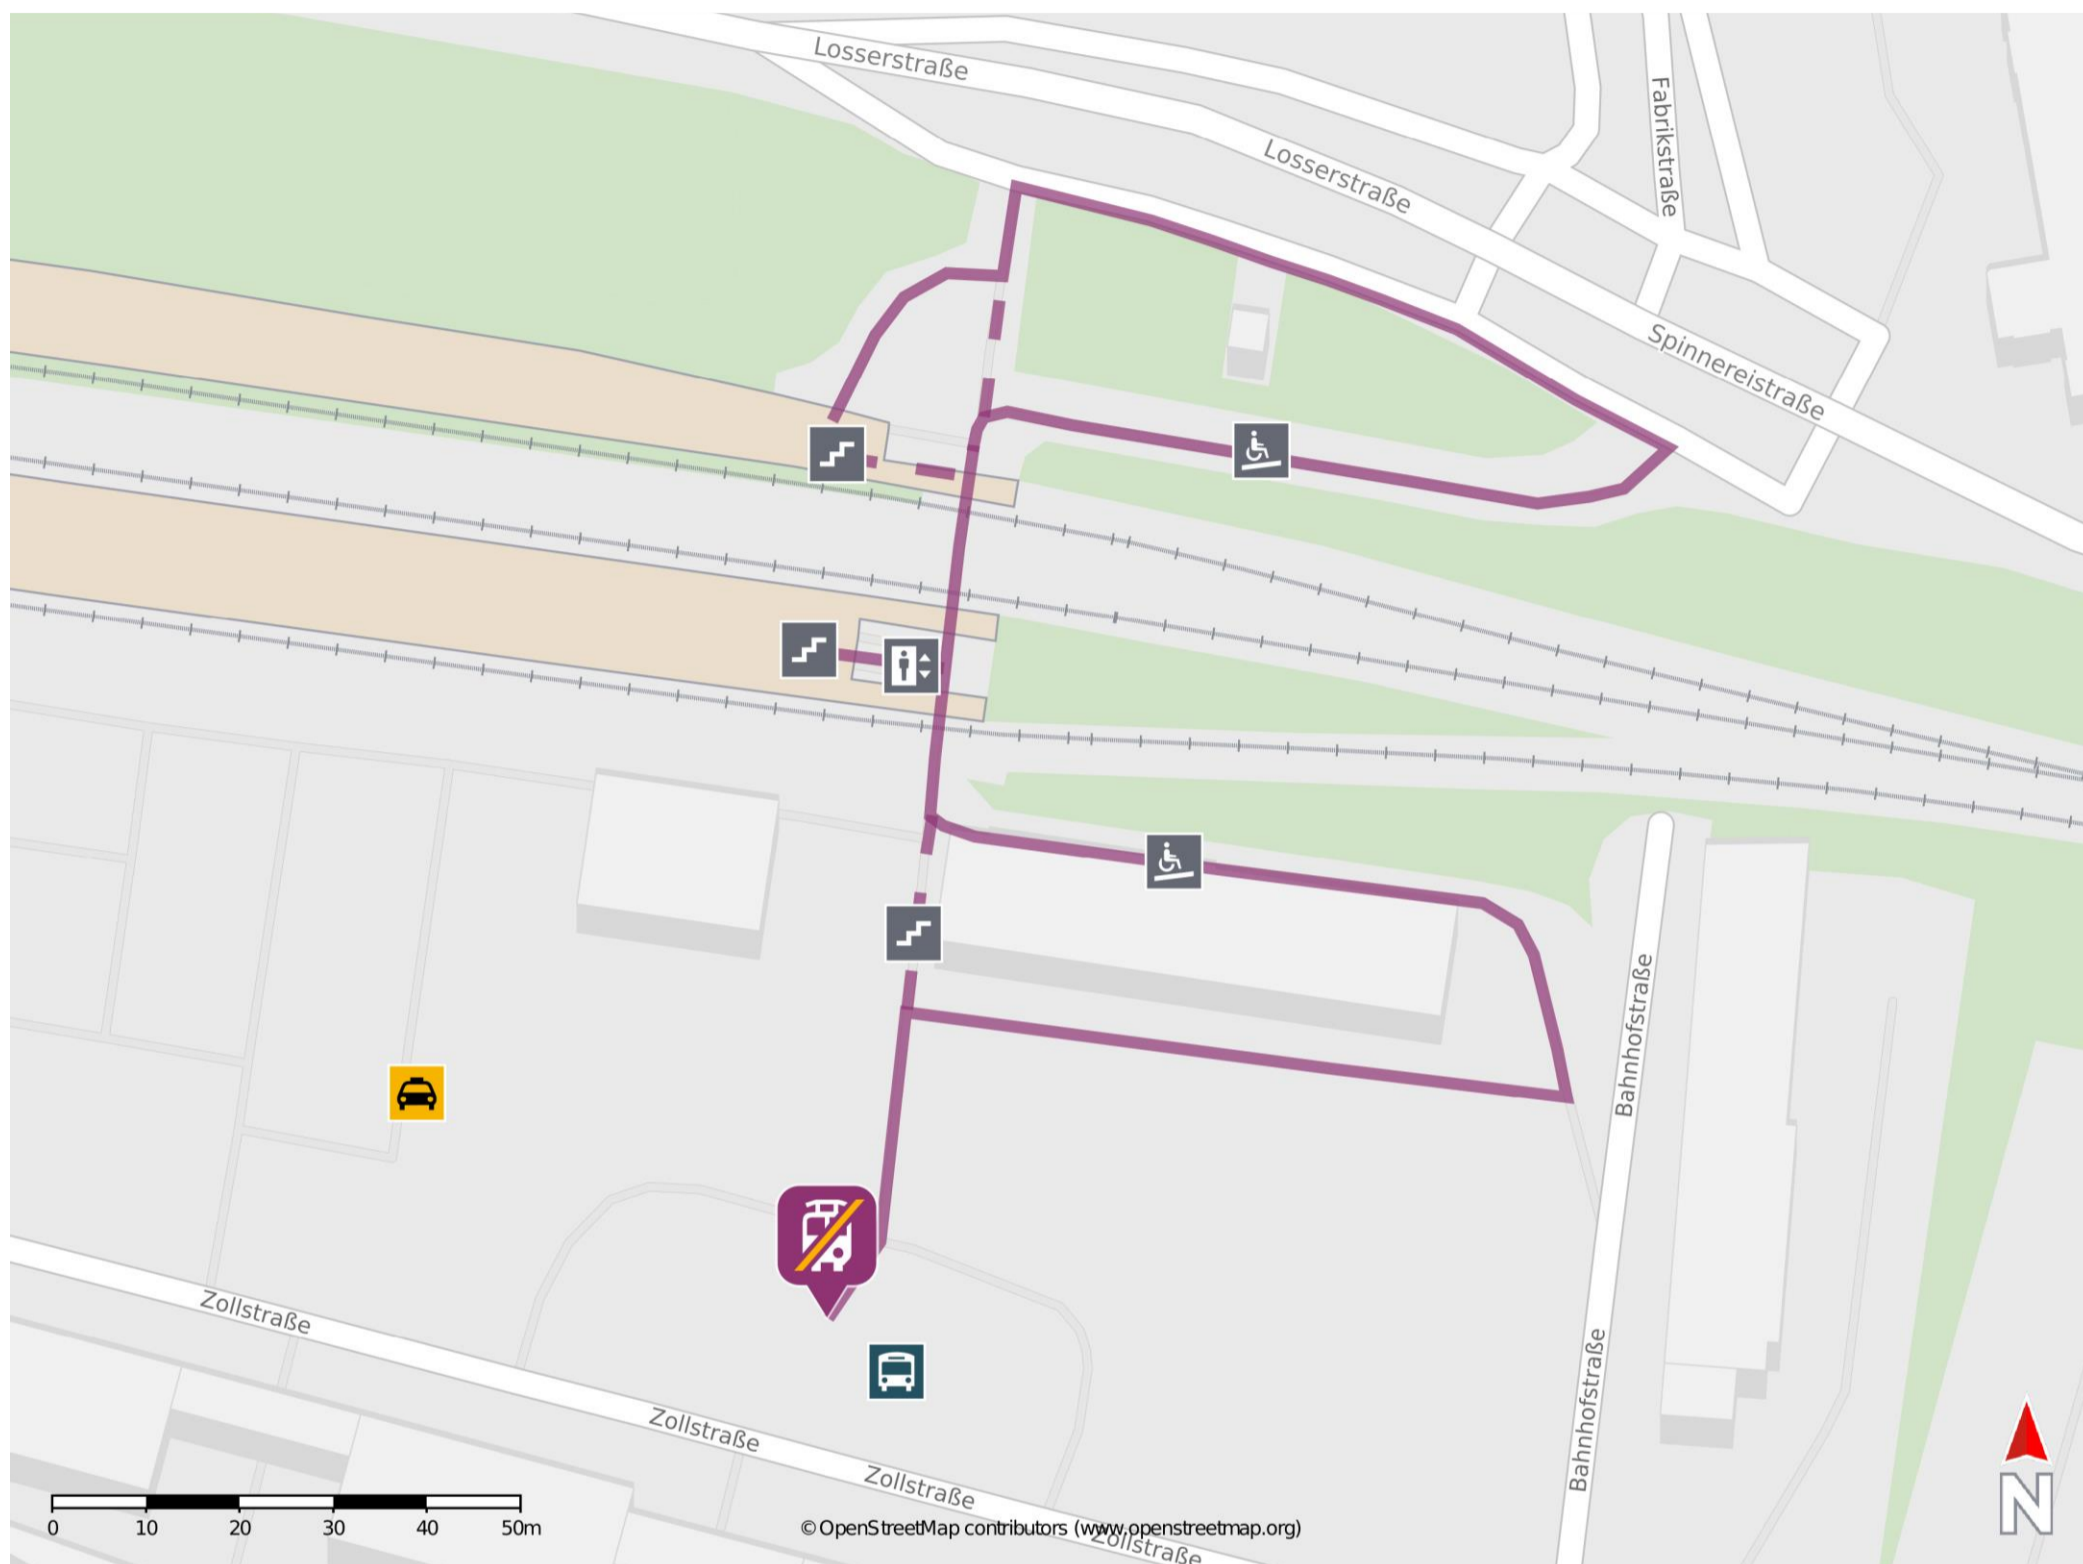 Losserstraße
Losserstraße
Fabrikstraße
Spinnereistraße
Bahnhofstraße
Bahnhofstraße
Zollstraße
Zollstraße
Zollstraße
Zollstraße
0 10 20 30 40 50m
© OpenStreetMap contributors (www.openstreetmap.org)
N